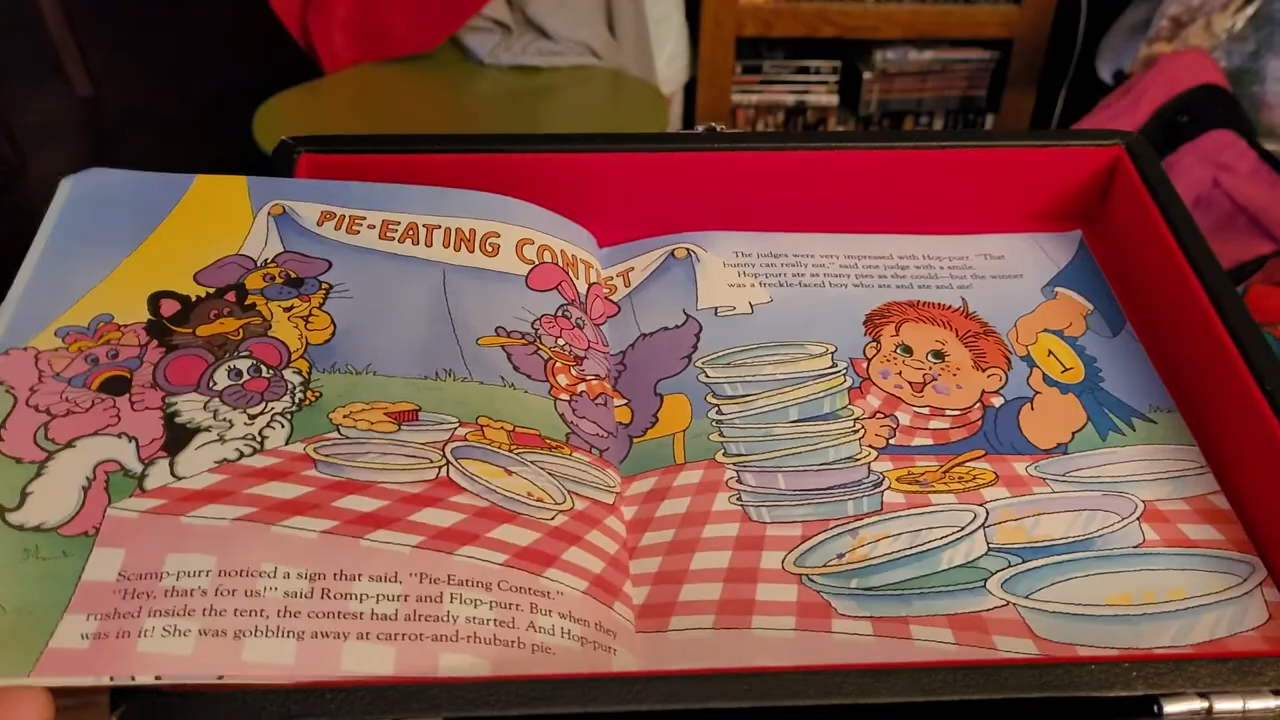 PIE-EATING CONTEST
Scamp-purr noticed a sign that said, "Pie-Eating Contest."
"Hey, that's for us!" said Romp-purr and Flop-purr. But when they
rushed inside the tent, the contest had already started. And Hop-purr
was in it! She was gobbling away at carrot-and-rhubarb pie.
The judges were very impressed with Hop-purr. "That
bunny can really eat," said one judge with a smile.
Hop-purr ate as many pies as she could—but the winner
was a freckle-faced boy who ate and ate and ate!
1